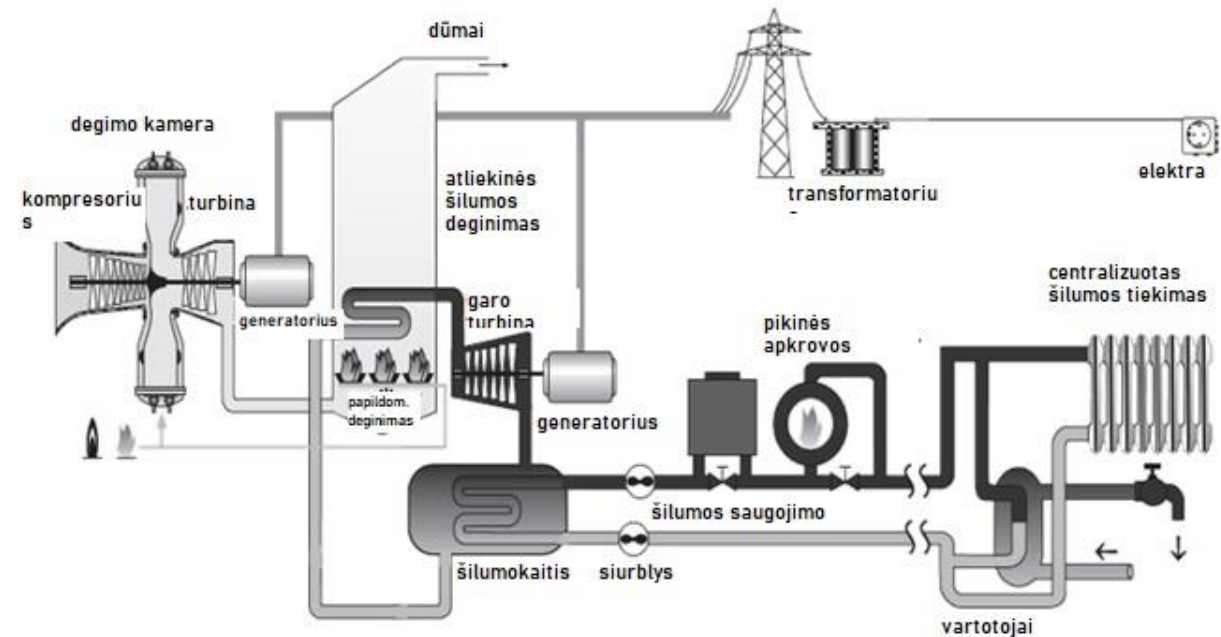 dūmai
degimo kamera
kompresoriu
s
turbina
atliekinės
šilumos
deginimas
transformatoriu
elektra
generatorius
garo
turbina
pikinės
apkrovos
centralizuotas
šilumos tiekimas
papildom.
deginimas
generatorius
šilumos saugojimo
šilumokaitis
siurblys
vartotojai